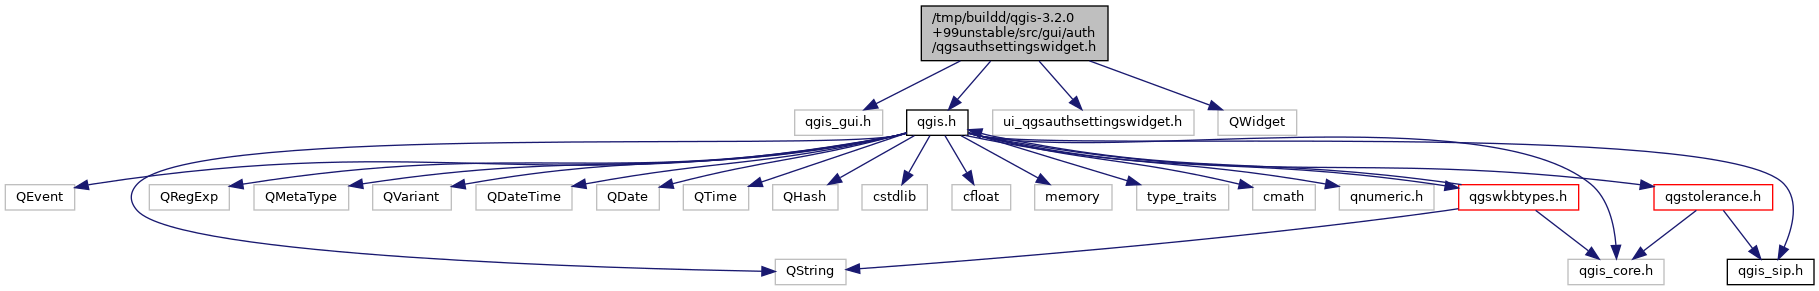 /tmp/buildd/qgis-3.2.0
+99unstable/src/gui/auth
/qgsauthsettingswidget.h
qgis_gui.h
qgis.h
ui_qgsauthsettingswidget.h
QWidget
QEvent
QRegExp
QMetaType
QVariant
QDateTime
QDate
QTime
QHash
cstdlib
cfloat
memory
type_traits
cmath
qnumeric.h
qgswkbtypes.h
qgstolerance.h
QString
qgis_core.h
qgis_sip.h